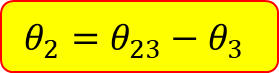 θ₂ = θ₂₃ − θ₃